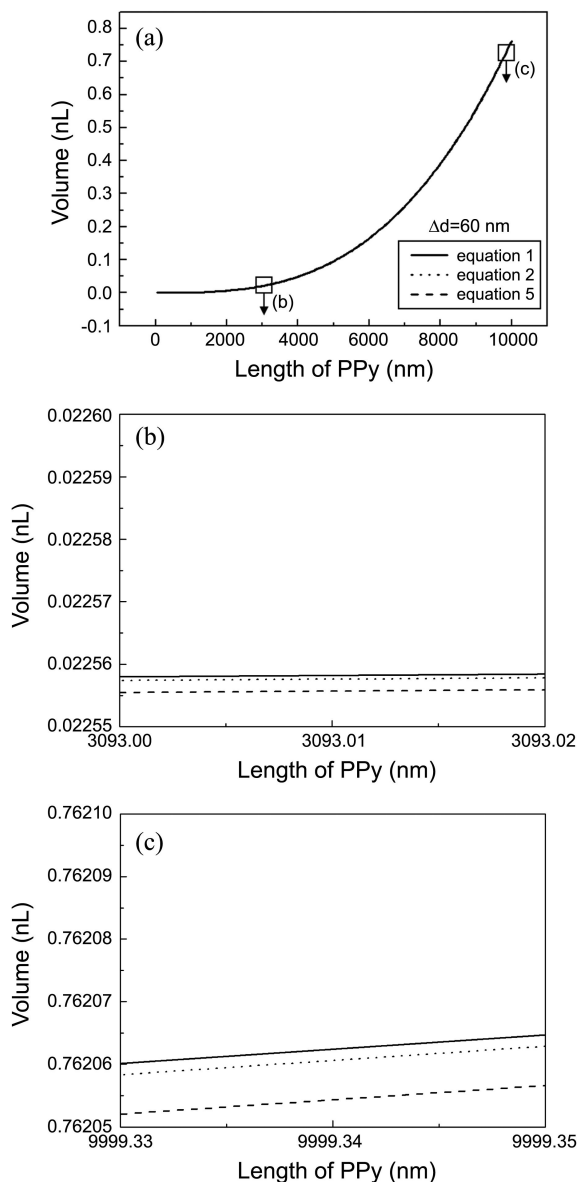 (a)
0.8
0.7
0.6
0.5
0.4
0.3
0.2
0.1
0.0
-0.1
Volume (nL)
Δd=60 nm
equation 1
equation 2
equation 5
(b)
(c)
0 2000 4000 6000 8000 10000
Length of PPy (nm)
(b)
0.02260
0.02259
0.02258
0.02257
0.02256
0.02255
Volume (nL)
3093.00 3093.01 3093.02
Length of PPy (nm)
(c)
0.76210
0.76209
0.76208
0.76207
0.76206
0.76205
Volume (nL)
9999.33 9999.34 9999.35
Length of PPy (nm)